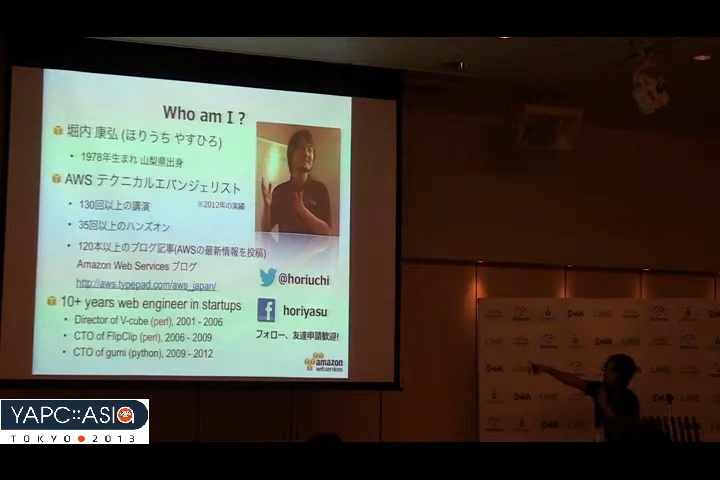 Who am I ?
堀内 康弘 (ほりうち やすひろ)
• 1978年生まれ 山梨県出身
AWS テクニカルエバンジェリスト
• 130回以上の講演 ※2012年の実績
• 35回以上のハンズオン
• 120本以上のブログ記事(AWSの最新情報を投稿)
Amazon Web Services ブログ
http://aws.typepad.com/aws_japan/
10+ years web engineer in startups
• Director of V-cube (perl), 2001 - 2006
• CTO of FlipClip (perl), 2006 - 2009
• CTO of gumi (python), 2009 - 2012
@horiuchi
horiyasu
フォロー、友達申請歓迎!
amazon
webservices
YAPC::ASIA
TOKYO 2013
DeNA